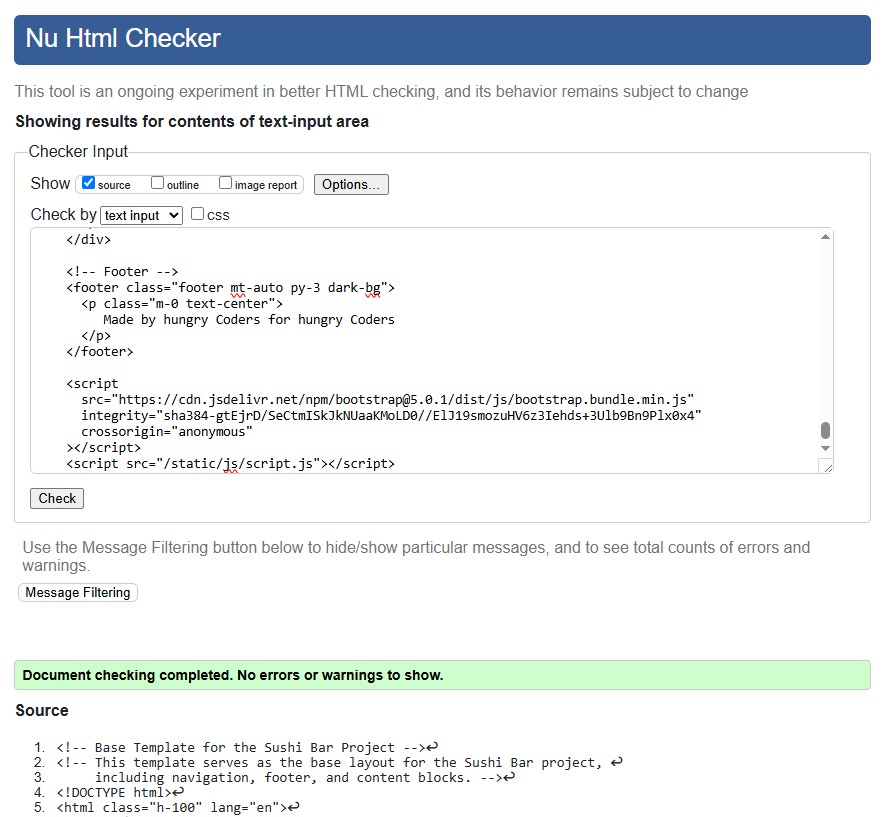 Nu Html Checker
This tool is an ongoing experiment in better HTML checking, and its behavior remains subject to change
Showing results for contents of text-input area
Checker Input
Show source outline image report Options...
Check by text input css
</div>
<!-- Footer -->
<footer class="footer mt-auto py-3 dark-bg">
<p class="m-0 text-center">
Made by hungry Coders for hungry Coders
</p>
</footer>
<script
src="https://cdn.jsdelivr.net/npm/bootstrap@5.0.1/dist/js/bootstrap.bundle.min.js"
integrity="sha384-gtEjrD/SeCtmISkJkNUaaKMoLD0//ElJ19smozuHV6z3Iehds+3Ulb9Bn9Plx0x4"
crossorigin="anonymous"
></script>
<script src="/static/js/script.js"></script>
Check
Use the Message Filtering button below to hide/show particular messages, and to see total counts of errors and
warnings.
Message Filtering
Document checking completed. No errors or warnings to show.
Source
1. <!-- Base Template for the Sushi Bar Project -->↩
2. <!-- This template serves as the base layout for the Sushi Bar project, ↩
3. including navigation, footer, and content blocks. -->↩
4. <!DOCTYPE html>↩
5. <html class="h-100" lang="en">↩